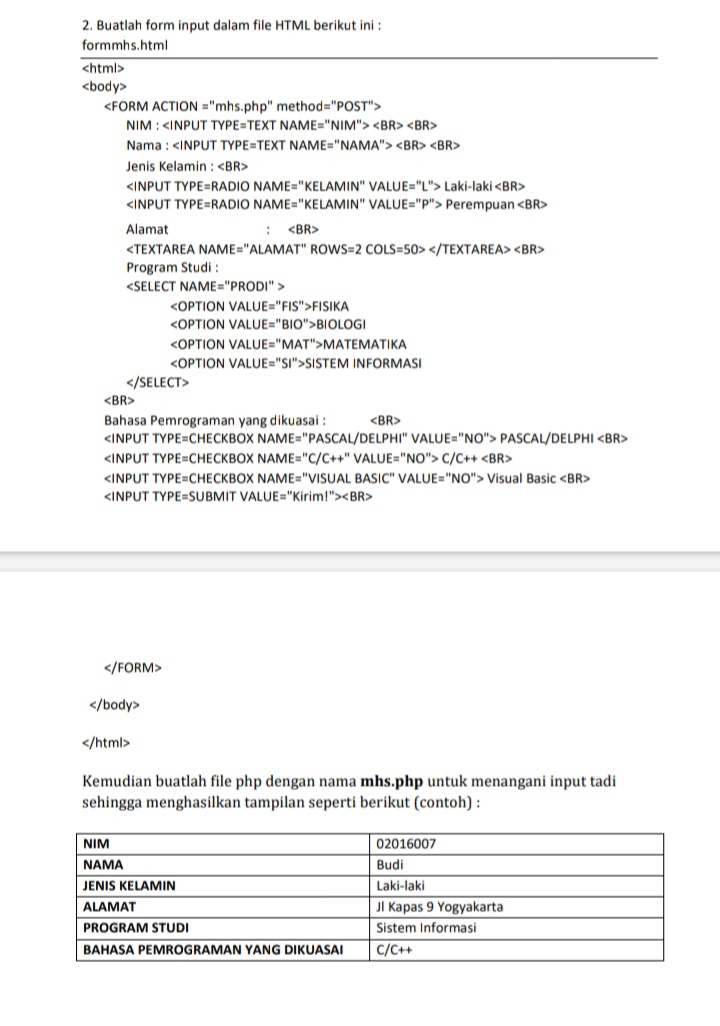 2. Buatlah form input dalam file HTML berikut ini :
formmhs.html
<html>
<body>
<FORM ACTION ="mhs.php" method="POST">
NIM : <INPUT TYPE=TEXT NAME="NIM"> <BR> <BR>
Nama : <INPUT TYPE=TEXT NAME="NAMA"> <BR> <BR>
Jenis Kelamin : <BR>
<INPUT TYPE=RADIO NAME="KELAMIN" VALUE="L"> Laki-laki <BR>
<INPUT TYPE=RADIO NAME="KELAMIN" VALUE="P"> Perempuan <BR>
Alamat : <BR>
<TEXTAREA NAME="ALAMAT" ROWS=2 COLS=50> </TEXTAREA> <BR>
Program Studi :
<SELECT NAME="PRODI" >
<OPTION VALUE="FIS">FISIKA
<OPTION VALUE="BIO">BIOLOGI
<OPTION VALUE="MAT">MATEMATIKA
<OPTION VALUE="SI">SISTEM INFORMASI
</SELECT>
<BR>
Bahasa Pemrograman yang dikuasai : <BR>
<INPUT TYPE=CHECKBOX NAME="PASCAL/DELPHI" VALUE="NO"> PASCAL/DELPHI <BR>
<INPUT TYPE=CHECKBOX NAME="C/C++" VALUE="NO"> C/C++ <BR>
<INPUT TYPE=CHECKBOX NAME="VISUAL BASIC" VALUE="NO"> Visual Basic <BR>
<INPUT TYPE=SUBMIT VALUE="Kirim!"><BR>
</FORM>
</body>
</html>
Kemudian buatlah file php dengan nama mhs.php untuk menangani input tadi
sehingga menghasilkan tampilan seperti berikut (contoh) :
NIM 02016007
NAMA Budi
JENIS KELAMIN Laki-laki
ALAMAT Jl Kapas 9 Yogyakarta
PROGRAM STUDI Sistem Informasi
BAHASA PEMROGRAMAN YANG DIKUASAI C/C++